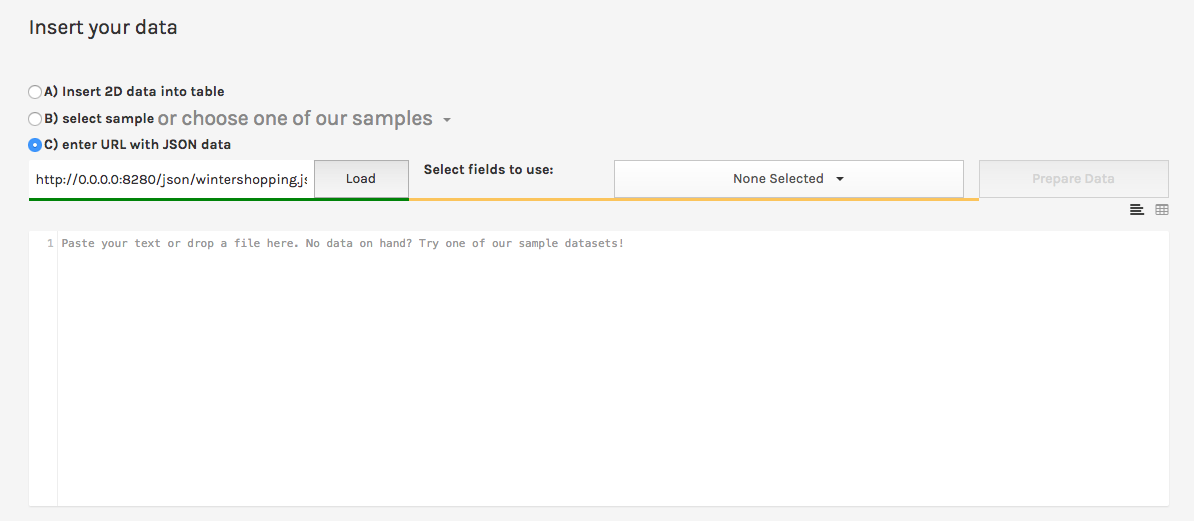 Insert your data
A) Insert 2D data into table
B) select sample or choose one of our samples
C) enter URL with JSON data
http://0.0.0.0:8280/json/wintershopping.js Load Select fields to use: None Selected Prepare Data
1 Paste your text or drop a file here. No data on hand? Try one of our sample datasets!